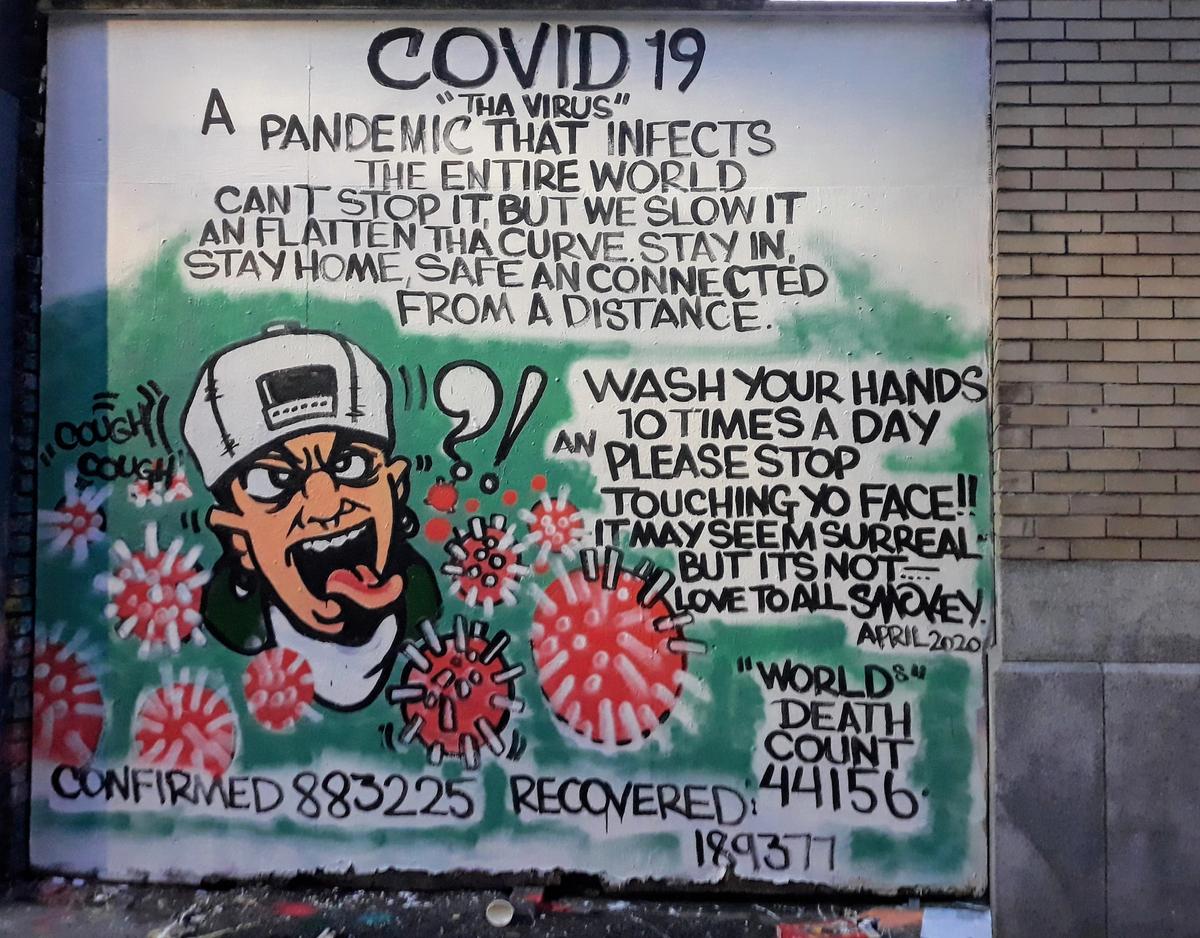 COVID 19
"THA VIRUS"
A PANDEMIC THAT INFECTS
THE ENTIRE WORLD
CAN'T STOP IT, BUT WE SLOW IT
AN FLATTEN THA CURVE. STAY IN,
STAY HOME, SAFE AN CONNECTED
FROM A DISTANCE.
"COUGH
COUGH"
?!
WASH YOUR HANDS
10 TIMES A DAY
AN PLEASE STOP
TOUCHING YO FACE!!
IT MAY SEEM SURREAL
BUT ITS NOT....
LOVE TO ALL SMOKEY.
APRIL 2020
"WORLDS"
DEATH
COUNT
44156.
CONFIRMED 883225 RECOVERED:
189377